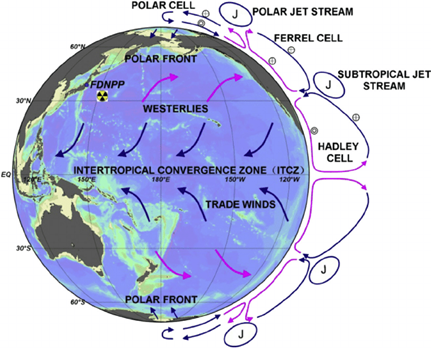 POLAR CELL
J
POLAR JET STREAM
FERREL CELL
60°N
POLAR FRONT
J
SUBTROPICAL JET
STREAM
FDNPP
30°N
WESTERLIES
HADLEY
CELL
INTERTROPICAL CONVERGENCE ZONE (ITCZ)
EQ
120°E
150°E
180°E
150°W
120°W
TRADE WINDS
30°S
J
60°S
POLAR FRONT
J